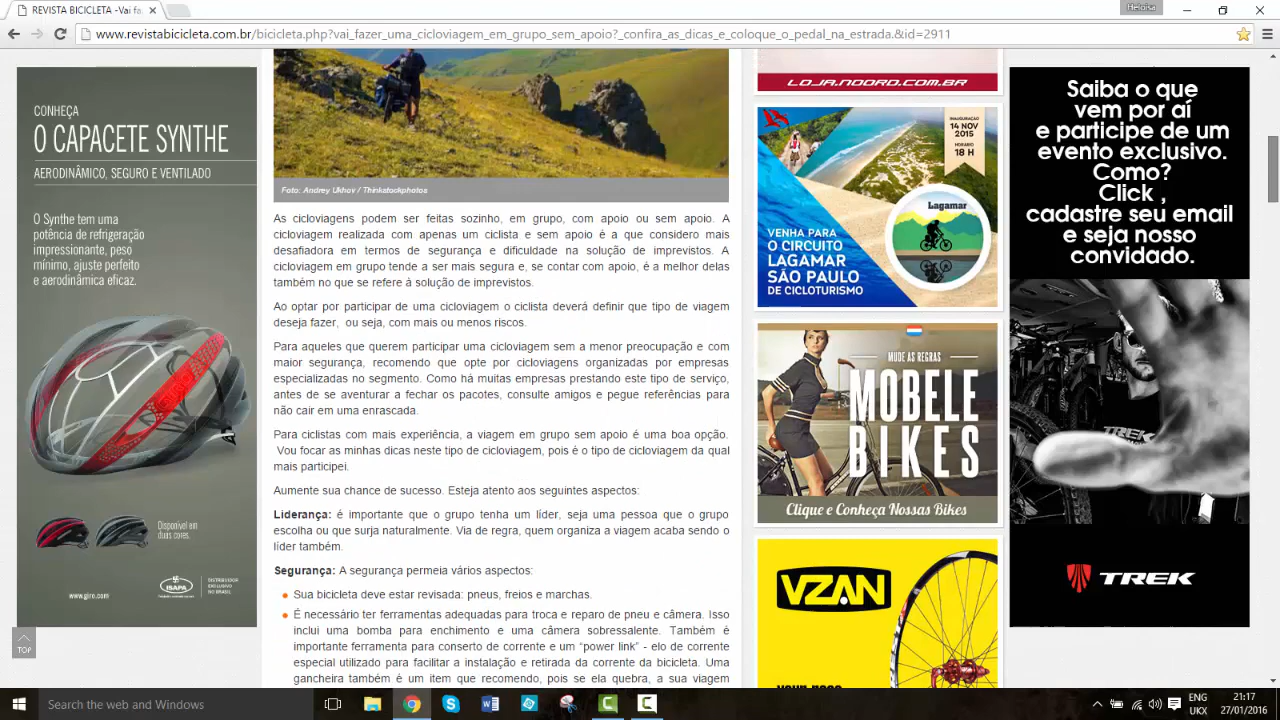 REVISTA BICICLETA -Vai fa
Heloisa
www.revistabicicleta.com.br/bicicleta.php?vai_fazer_uma_cicloviagem_em_grupo_sem_apoio?_confira_as_dicas_e_coloque_o_pedal_na_estrada.&id=2911
CONHEÇA
O CAPACETE SYNTHE
AERODINÂMICO, SEGURO E VENTILADO
O Synthe tem uma
potência de refrigeração
impressionante, peso
mínimo, ajuste perfeito
e aerodinâmica eficaz.
Disponível em
duas cores.
www.giro.com
ISAPA
DISTRIBUIDOR
EXCLUSIVO
NO BRASIL
TOP
Foto: Andrey Ukhov / Thinkstockphotos
As cicloviagens podem ser feitas sozinho, em grupo, com apoio ou sem apoio. A
cicloviagem realizada com apenas um ciclista e sem apoio é a que considero mais
desafiadora em termos de segurança e dificuldade na solução de imprevistos. A
cicloviagem em grupo tende a ser mais segura e, se contar com apoio, é a melhor delas
também no que se refere à solução de imprevistos.
Ao optar por participar de uma cicloviagem o ciclista deverá definir que tipo de viagem
deseja fazer, ou seja, com mais ou menos riscos.
Para aqueles que querem participar uma cicloviagem sem a menor preocupação e com
maior segurança, recomendo que opte por cicloviagens organizadas por empresas
especializadas no segmento. Como há muitas empresas prestando este tipo de serviço,
antes de se aventurar a fechar os pacotes, consulte amigos e pegue referências para
não cair em uma enrascada.
Para ciclistas com mais experiência, a viagem em grupo sem apoio é uma boa opção.
Vou focar as minhas dicas neste tipo de cicloviagem, pois é o tipo de cicloviagem da qual
mais participei.
Aumente sua chance de sucesso. Esteja atento aos seguintes aspectos:
Liderança: é importante que o grupo tenha um líder, seja uma pessoa que o grupo
escolha ou que surja naturalmente. Via de regra, quem organiza a viagem acaba sendo o
líder também.
Segurança: A segurança permeia vários aspectos:
Sua bicicleta deve estar revisada: pneus, freios e marchas.
É necessário ter ferramentas adequadas para troca e reparo de pneu e câmera. Isso
inclui uma bomba para enchimento e uma câmera sobressalente. Também é
importante ferramenta para conserto de corrente e um "power link" - elo de corrente
especial utilizado para facilitar a instalação e retirada da corrente da bicicleta. Uma
gancheira também é um item que recomendo, pois se ela quebra, a sua viagem
LOJA.NOORD.COM.BR
INAUGURAÇÃO
14 NOV
2015
HORÁRIO
18 H
Lagamar
VENHA PARA
O CIRCUITO
LAGAMAR
SÃO PAULO
DE CICLOTURISMO
MUDE AS REGRAS
MOBELE
BIKES
Clique e Conheça Nossas Bikes
VZAN
Saiba o que
vem por aí
e participe de um
evento exclusivo.
Como?
Click ,
cadastre seu email
e seja nosso
convidado.
TREK
TREK
Search the web and Windows
ENG
UKX
21:17
27/01/2016